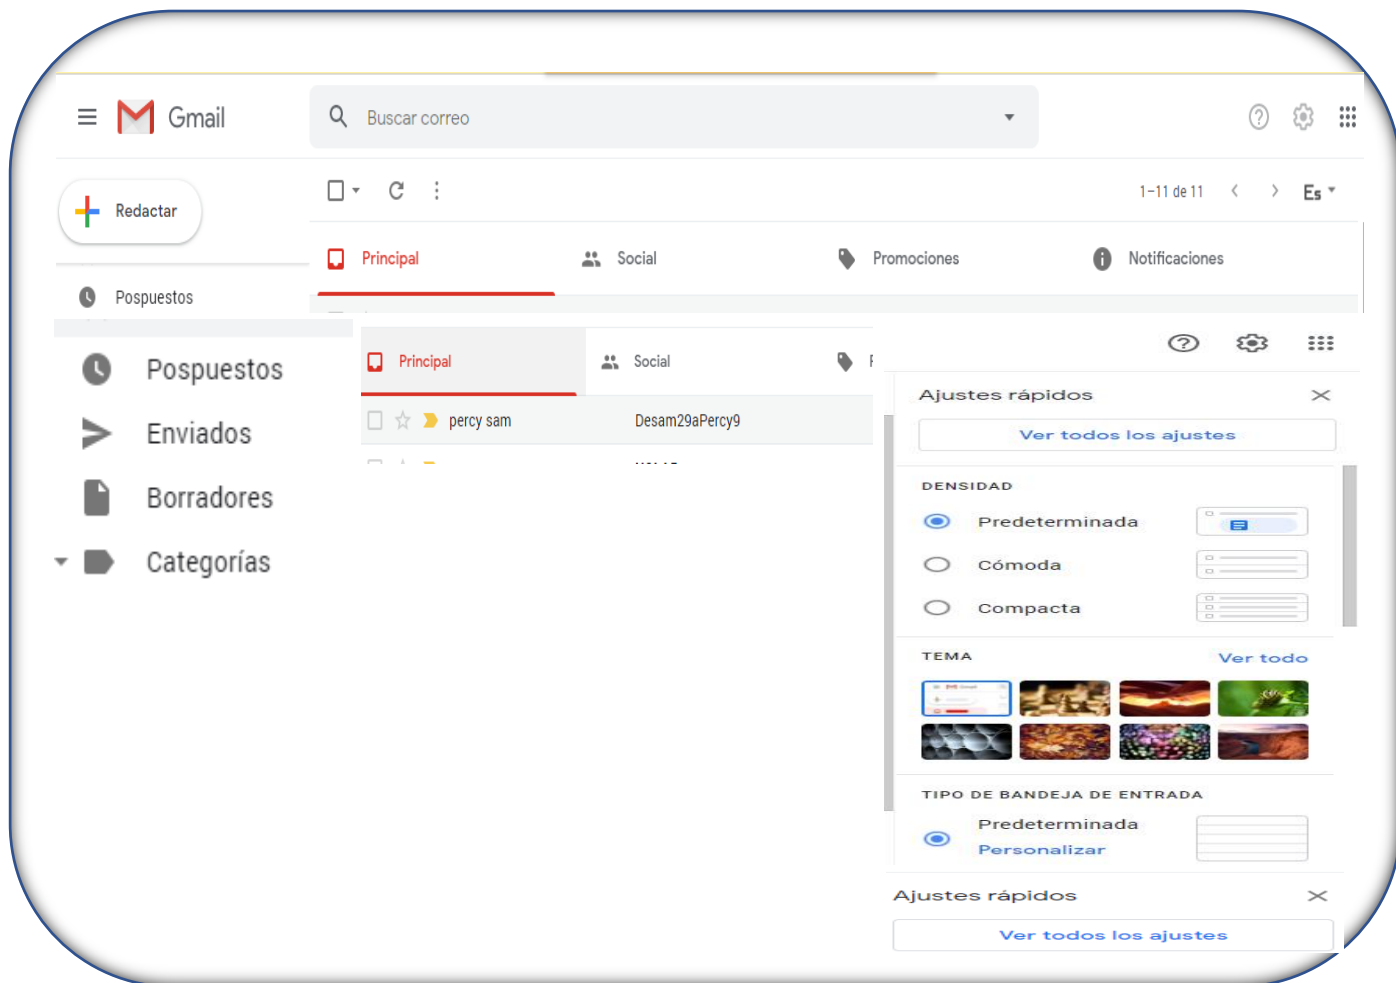 Gmail
Buscar correo
Redactar
1–11 de 11
Es
Principal
Social
Promociones
Notificaciones
Pospuestos
Pospuestos
Enviados
Borradores
Categorías
Principal
Social
percy sam
Desam29aPercy9
Ajustes rápidos
Ver todos los ajustes
DENSIDAD
Predeterminada
Cómoda
Compacta
TEMA
Ver todo
TIPO DE BANDEJA DE ENTRADA
Predeterminada
Personalizar
Ajustes rápidos
Ver todos los ajustes